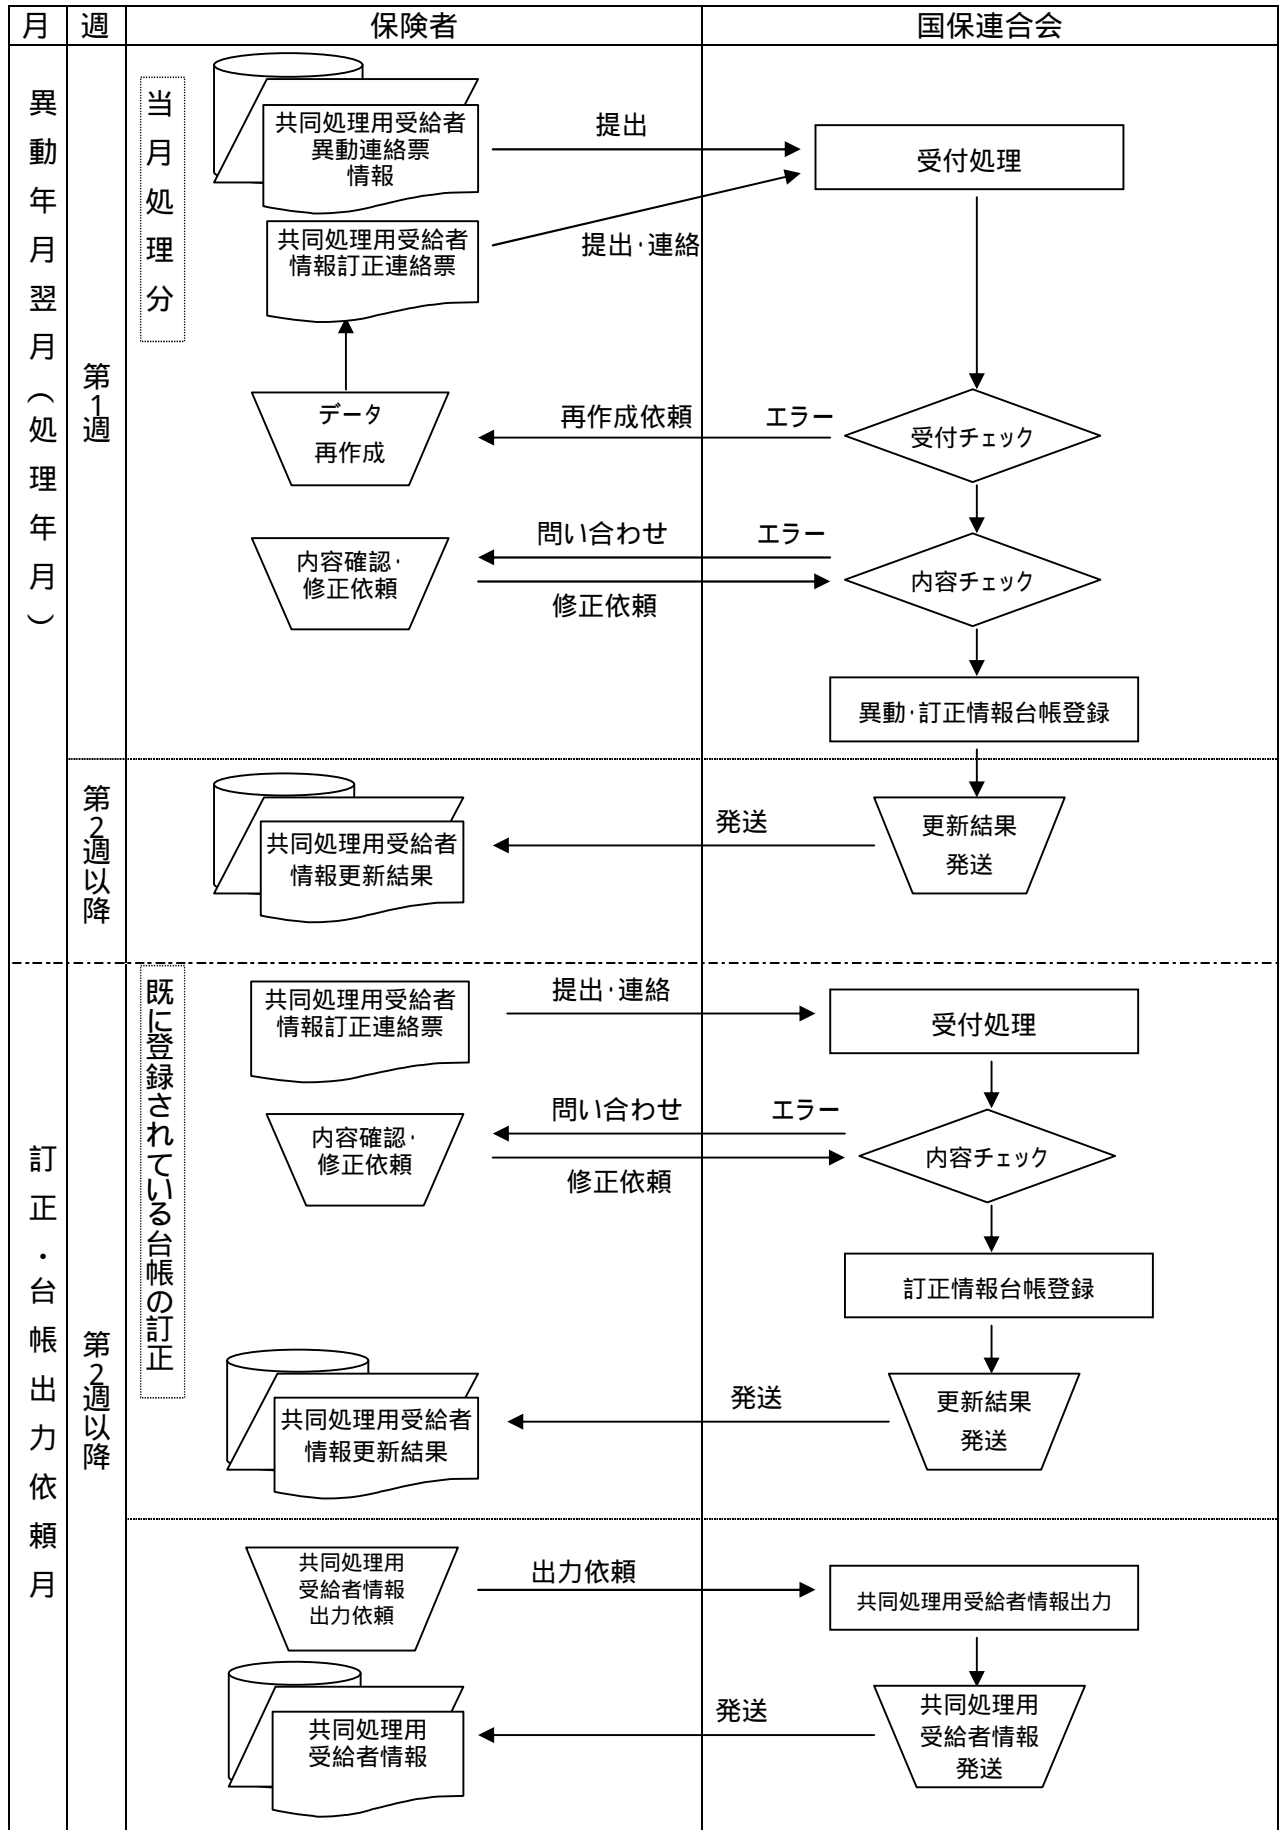 月
週
保険者
国保連合会
異動年月翌月（処理年月）
第1週
当月処理分
共同処理用受給者
異動連絡票
情報
提出
受付処理
共同処理用受給者
情報訂正連絡票
提出・連絡
データ
再作成
再作成依頼
エラー
受付チェック
内容確認・
修正依頼
問い合わせ
エラー
修正依頼
内容チェック
異動・訂正情報台帳登録
第2週以降
共同処理用受給者
情報更新結果
発送
更新結果
発送
訂正・台帳出力依頼月
第2週以降
既に登録されている台帳の訂正
共同処理用受給者
情報訂正連絡票
提出・連絡
受付処理
内容確認・
修正依頼
問い合わせ
エラー
修正依頼
内容チェック
訂正情報台帳登録
共同処理用受給者
情報更新結果
発送
更新結果
発送
共同処理用
受給者情報
出力依頼
出力依頼
共同処理用受給者情報出力
共同処理用
受給者情報
発送
共同処理用
受給者情報
発送